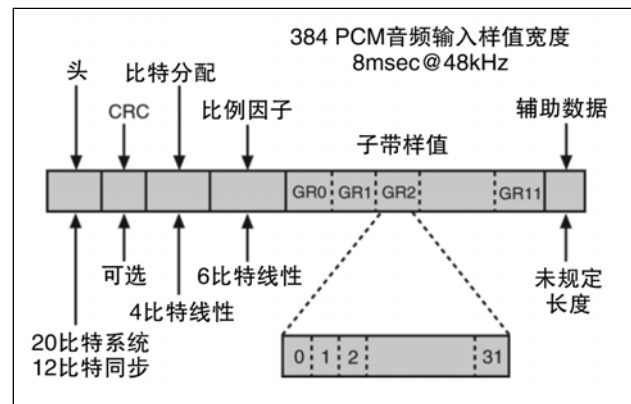 384 PCM音频输入样值宽度
8msec@48kHz
头
比特分配
CRC
比例因子
子带样值
辅助数据
GR0 GR1 GR2 GR11
可选
6比特线性
4比特线性
未规定
长度
20比特系统
12比特同步
0 1 2 31